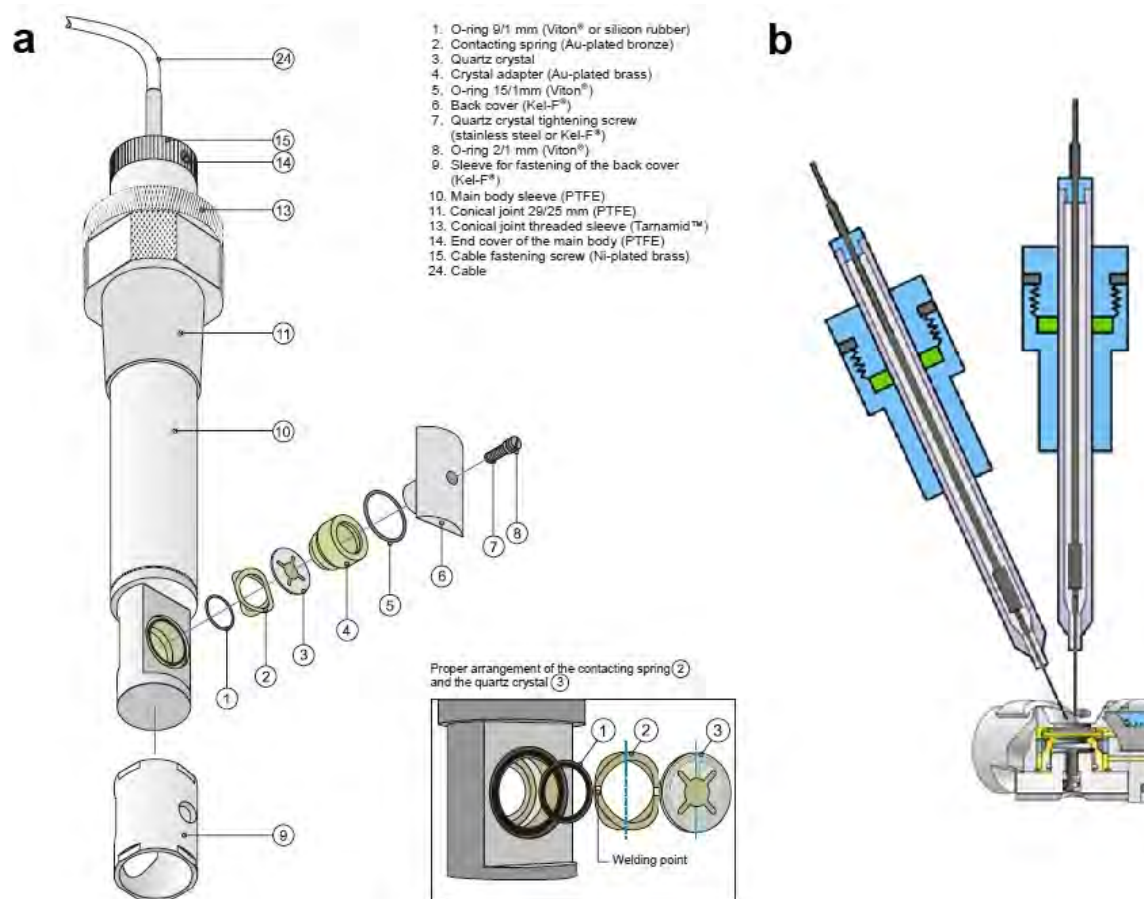 a
1. O-ring 9/1 mm (Viton® or silicon rubber)
2. Contacting spring (Au-plated bronze)
3. Quartz crystal
4. Crystal adapter (Au-plated brass)
5. O-ring 15/1mm (Viton®)
6. Back cover (Kel-F®)
7. Quartz crystal tightening screw
(stainless steel or Kel-F®)
8. O-ring 2/1 mm (Viton®)
9. Sleeve for fastening of the back cover
(Kel-F®)
10. Main body sleeve (PTFE)
11. Conical joint 29/25 mm (PTFE)
13. Conical joint threaded sleeve (Tarnamid™)
14. End cover of the main body (PTFE)
15. Cable fastening screw (Ni-plated brass)
24. Cable
b
24
15
14
13
11
10
8
7
6
5
4
3
2
1
9
Proper arrangement of the contacting spring 2
and the quartz crystal 3
1
2
3
Welding point